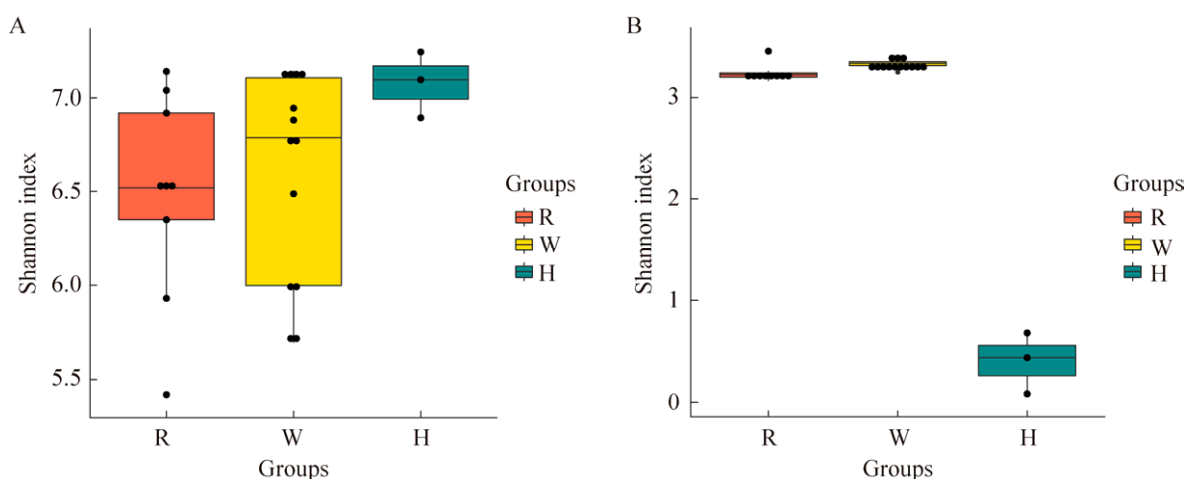 A
Shannon index
7.0
6.5
6.0
5.5
R
W
H
Groups
Groups
R
W
H
B
Shannon index
3
2
1
0
R
W
H
Groups
Groups
R
W
H